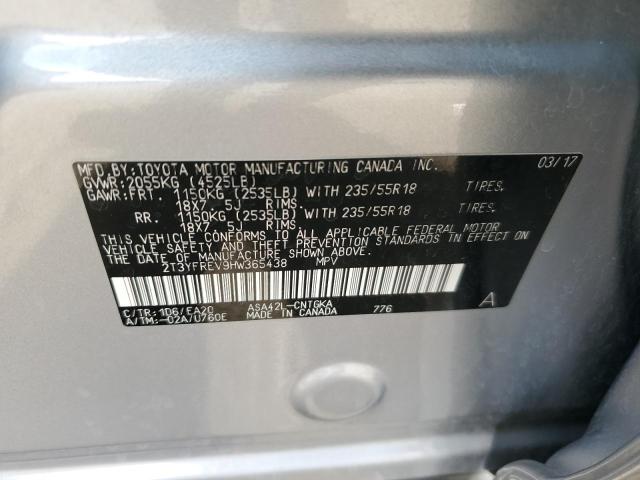 MFD.BY:TOYOTA MOTOR MANUFACTURING CANADA INC. 03/17
GVWR:2055KG (4525LB)
GAWR:FRT. 1150KG (2535LB) WITH 235/55R18 TIRES.
18X7. 5J RIMS.
RR. 1150KG (2535LB) WITH 235/55R18 TIRES.
18X7. 5J RIMS.
THIS VEHICLE CONFORMS TO ALL APPLICABLE FEDERAL MOTOR
VEHICLE SAFETY AND THEFT PREVENTION STANDARDS IN EFFECT ON
THE DATE OF MANUFACTURE SHOWN ABOVE.
2T3YFREV9HW365438 MPV
C/TR:1D6/EA20 ASA42L-CNTGKA 776 A
A/TM:-02A/U760E MADE IN CANADA